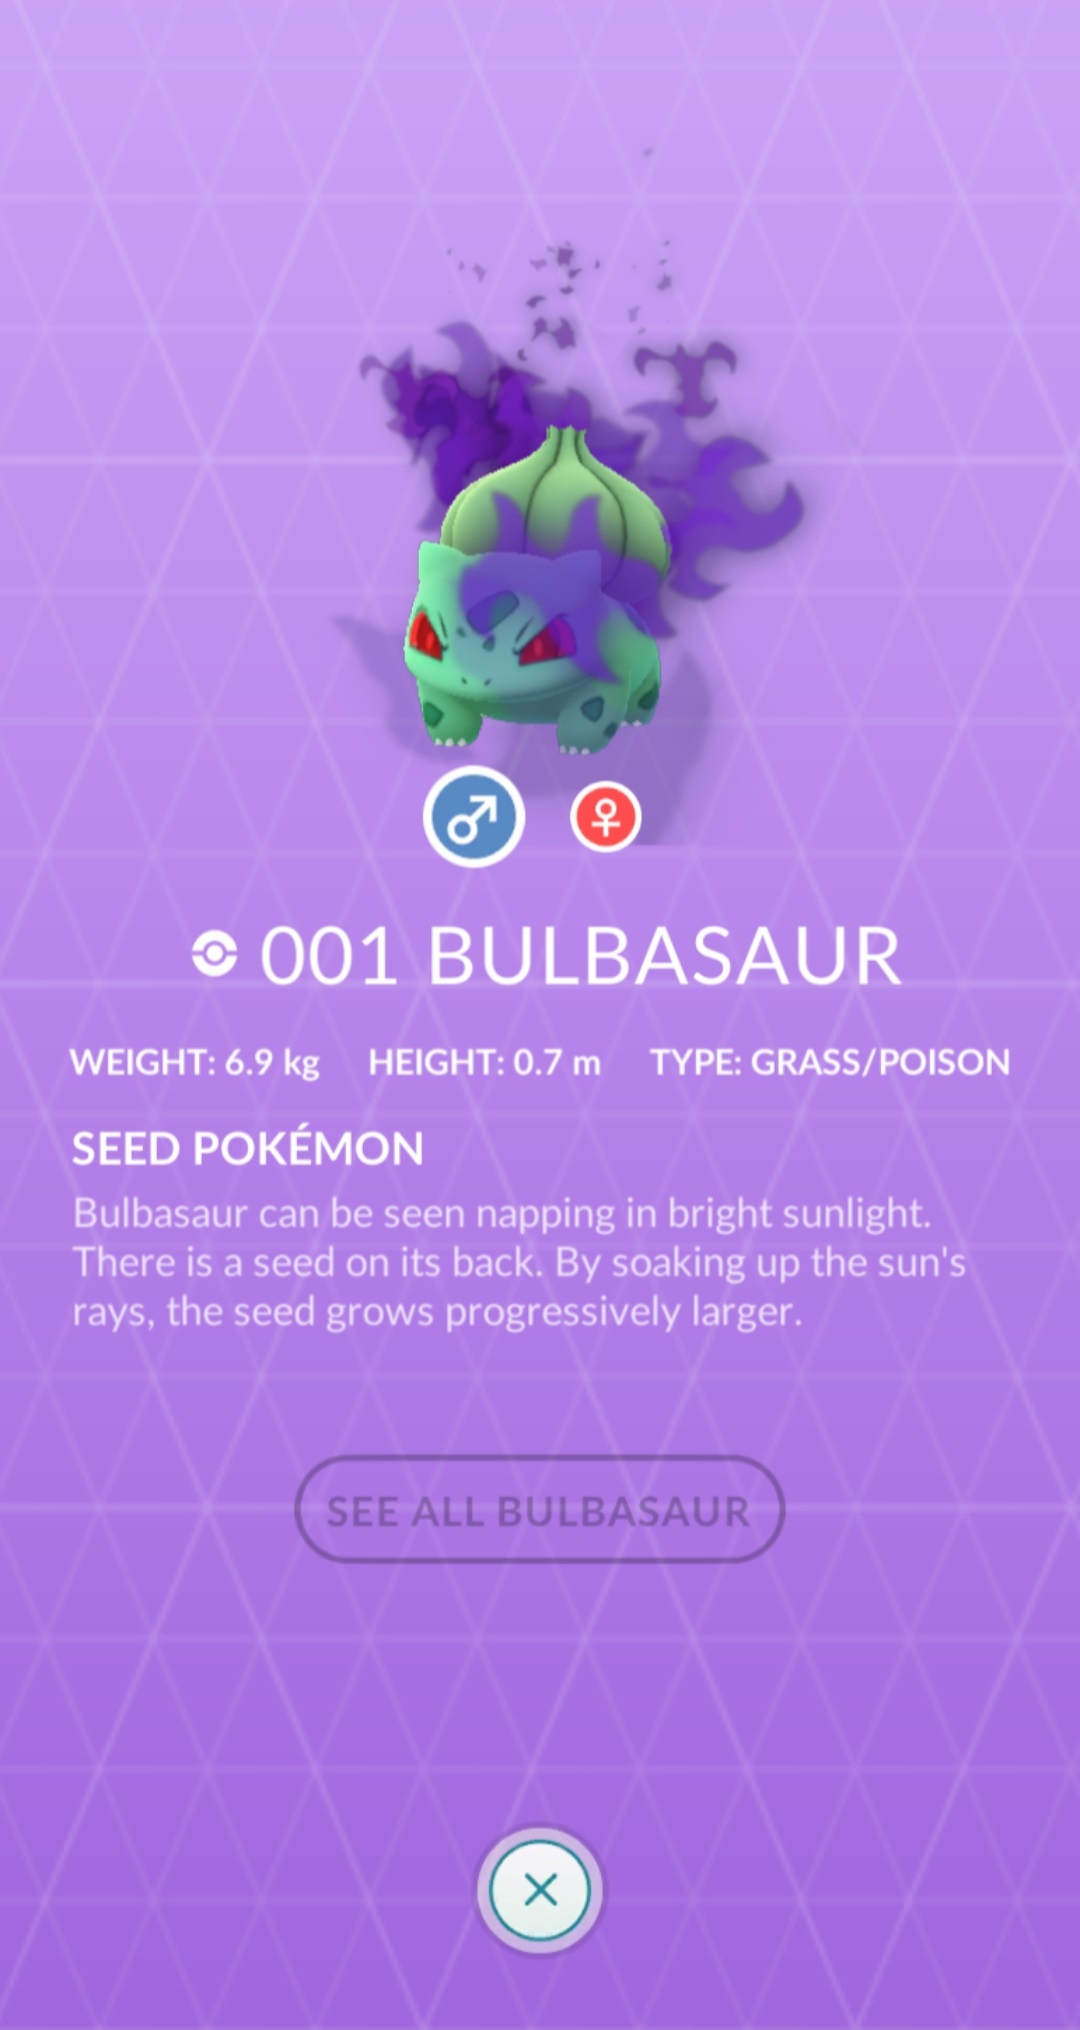 001 BULBASAUR
WEIGHT: 6.9 kg HEIGHT: 0.7 m TYPE: GRASS/POISON
SEED POKÉMON
Bulbasaur can be seen napping in bright sunlight.
There is a seed on its back. By soaking up the sun's
rays, the seed grows progressively larger.
SEE ALL BULBASAUR